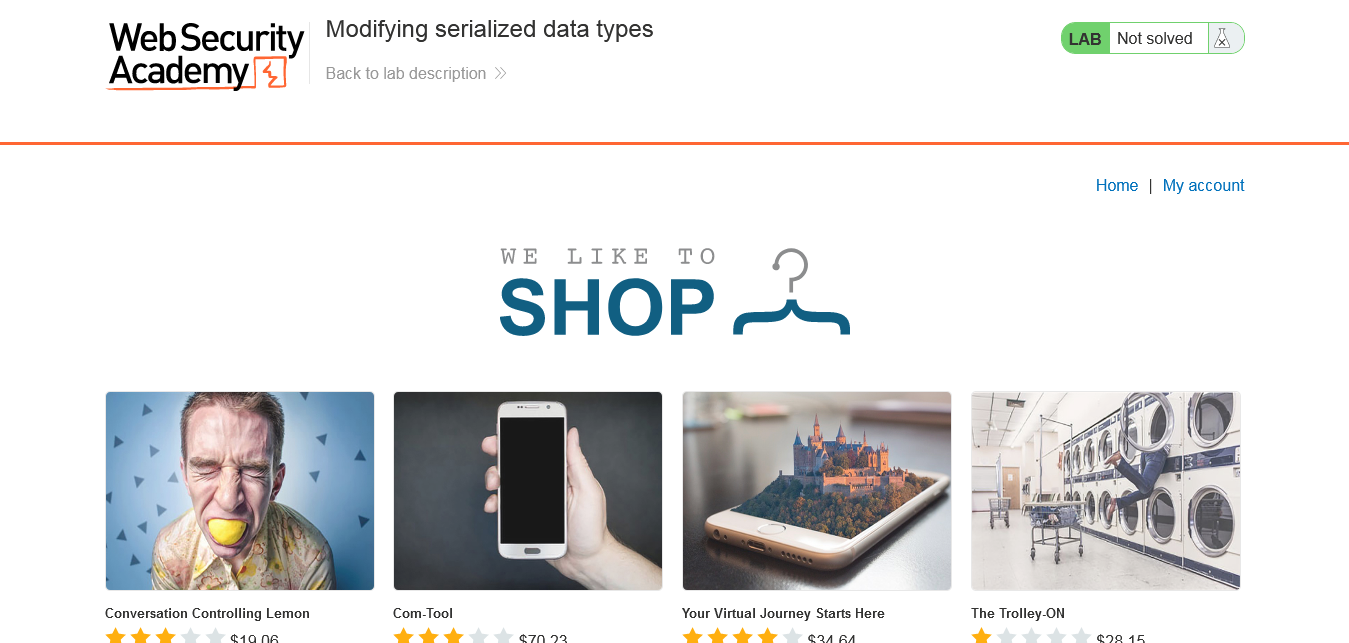 Web Security
Academy
Modifying serialized data types
Back to lab description
LAB Not solved
Home | My account
WE LIKE TO
SHOP
Conversation Controlling Lemon
Com-Tool
Your Virtual Journey Starts Here
The Trolley-ON
$19.06
$70.23
$34.64
$28.15